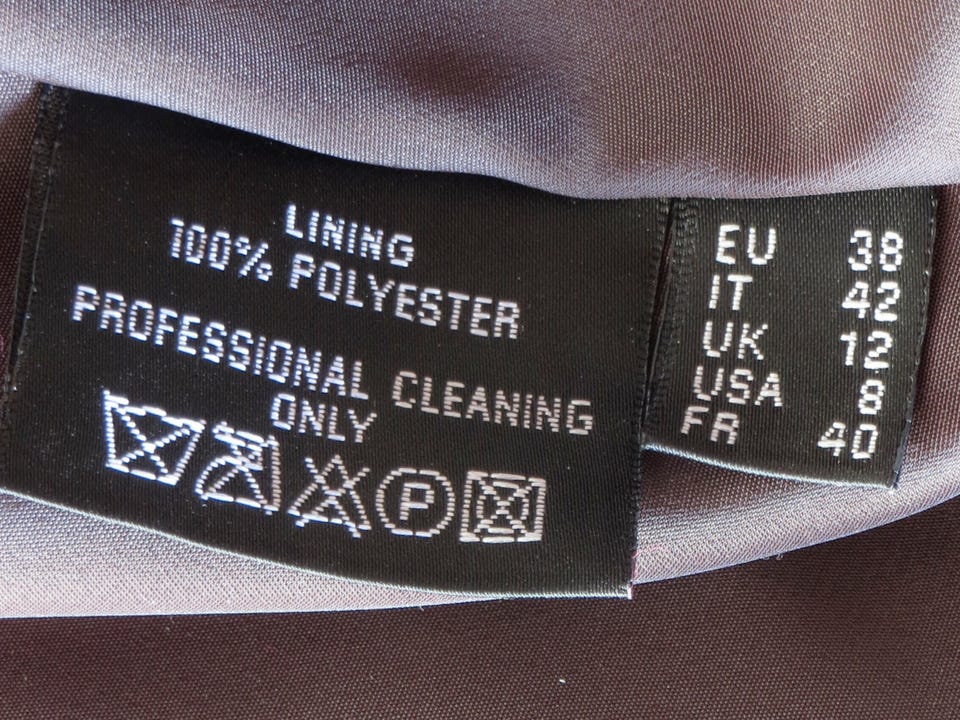 LINING
100% POLYESTER
PROFESSIONAL CLEANING
ONLY
P
EU 38
IT 42
UK 12
USA 8
FR 40